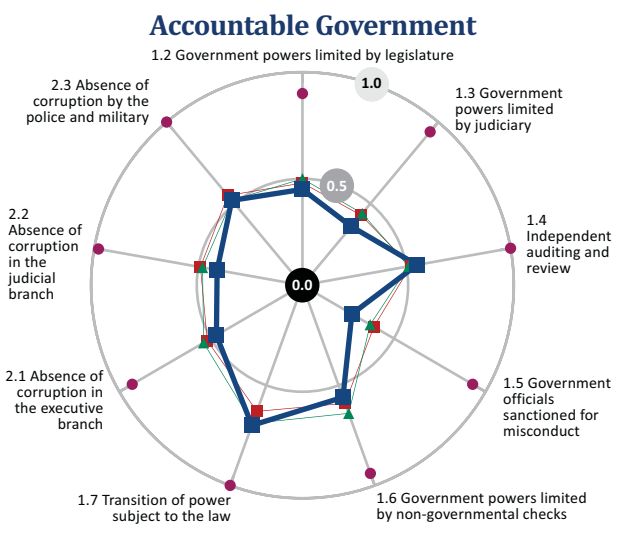 Accountable Government
1.2 Government powers limited by legislature
1.0
2.3 Absence of
corruption by the
police and military
1.3 Government
powers limited
by judiciary
0.5
2.2
Absence of
corruption
in the
judicial
branch
1.4
Independent
auditing and
review
0.0
2.1 Absence of
corruption in
the executive
branch
1.5 Government
officials
sanctioned for
misconduct
1.7 Transition of power
subject to the law
1.6 Government powers limited
by non-governmental checks